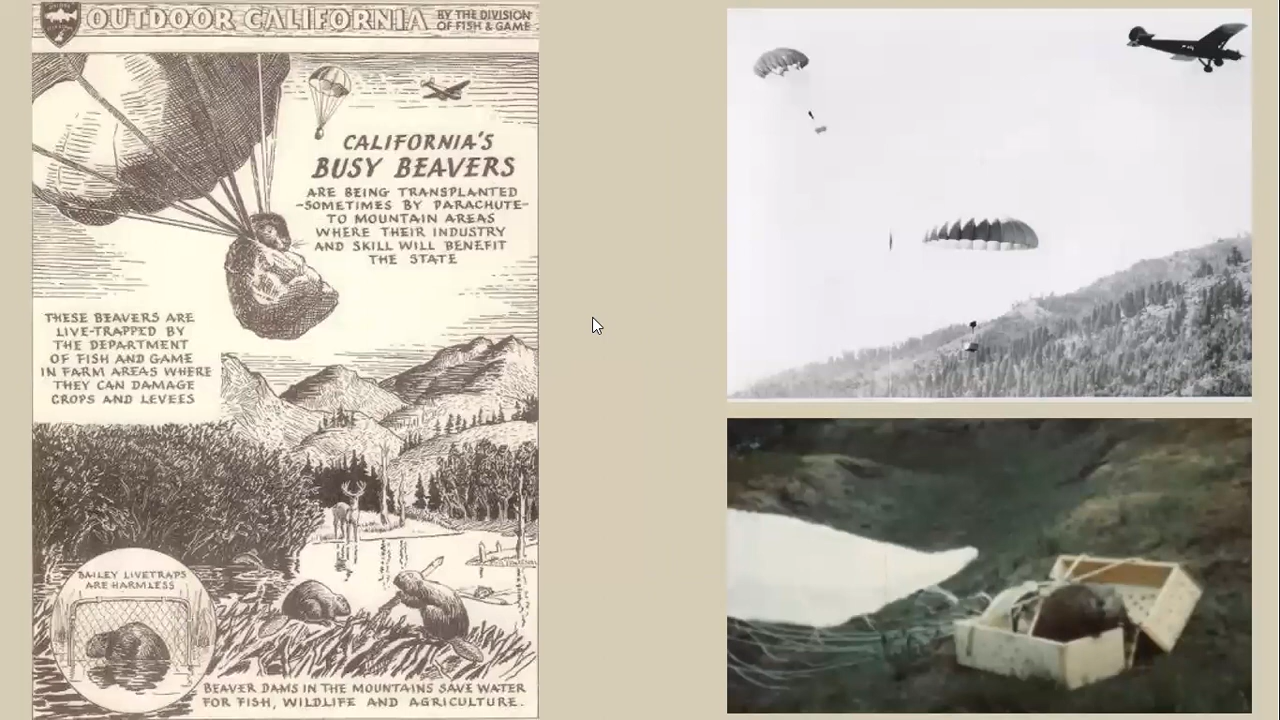 OUTDOOR CALIFORNIA
BY THE DIVISION
OF FISH & GAME
CALIFORNIA'S
BUSY BEAVERS
ARE BEING TRANSPLANTED
-SOMETIMES BY PARACHUTE-
TO MOUNTAIN AREAS
WHERE THEIR INDUSTRY
AND SKILL WILL BENEFIT
THE STATE
THESE BEAVERS ARE
LIVE-TRAPPED BY
THE DEPARTMENT
OF FISH AND GAME
IN FARM AREAS WHERE
THEY CAN DAMAGE
CROPS AND LEVEES
BAILEY LIVETRAPS
ARE HARMLESS
BEAVER DAMS IN THE MOUNTAINS SAVE WATER
FOR FISH, WILDLIFE AND AGRICULTURE.